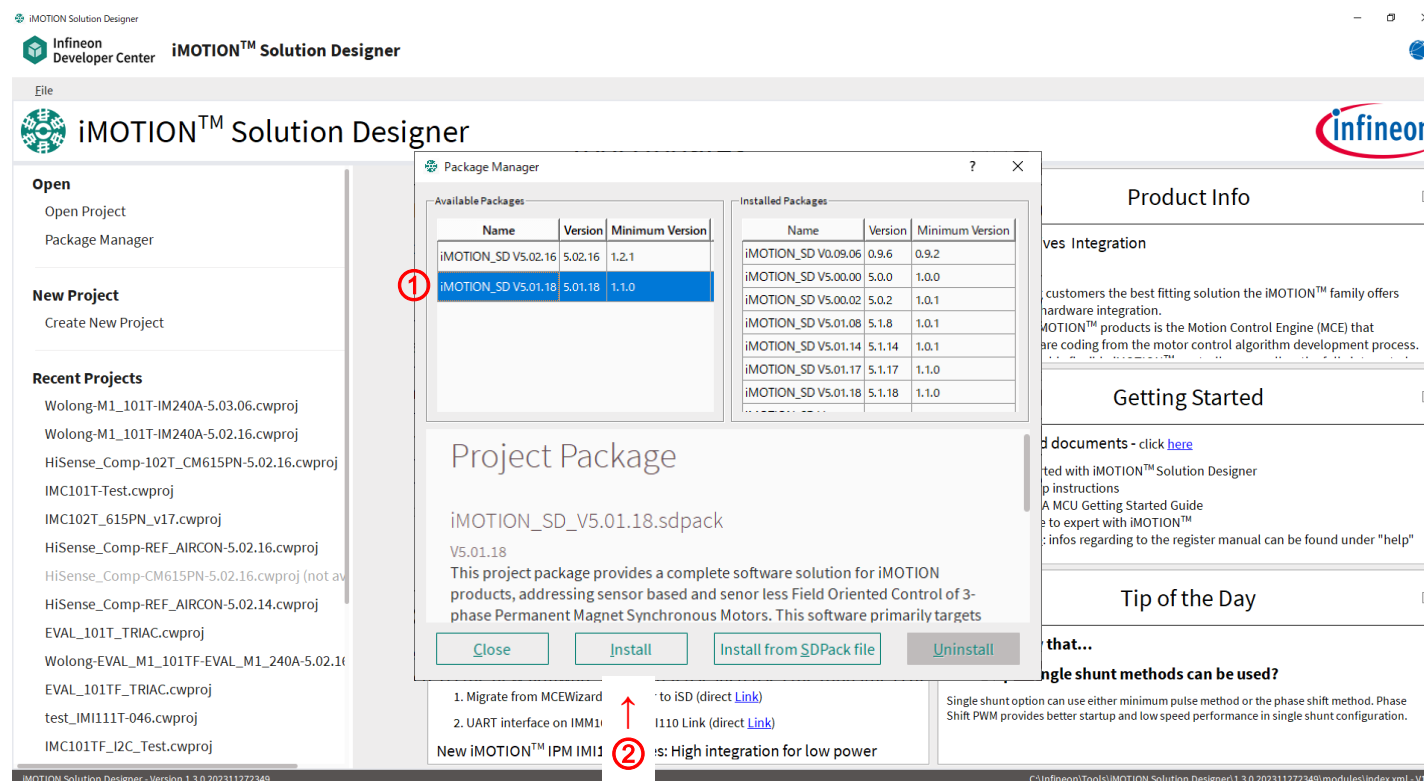 iMOTION Solution Designer
Infineon
Developer Center
iMOTION™ Solution Designer
File
iMOTION™ Solution Designer
infineon
Open
Open Project
Package Manager
New Project
Create New Project
Recent Projects
Wolong-M1_101T-IM240A-5.03.06.cwproj
Wolong-M1_101T-IM240A-5.02.16.cwproj
HiSense_Comp-102T_CM615PN-5.02.16.cwproj
IMC101T-Test.cwproj
IMC102T_615PN_v17.cwproj
HiSense_Comp-REF_AIRCON-5.02.16.cwproj
HiSense_Comp-CM615PN-5.02.16.cwproj (not av
HiSense_Comp-REF_AIRCON-5.02.14.cwproj
EVAL_101T_TRIAC.cwproj
Wolong-EVAL_M1_101TF-EVAL_M1_240A-5.02.16
EVAL_101TF_TRIAC.cwproj
test_IMI111T-046.cwproj
IMC101TF_I2C_Test.cwproj
Package Manager
?
Available Packages
Name Version Minimum Version
iMOTION_SD V5.02.16 5.02.16 1.2.1
① iMOTION_SD V5.01.18 5.01.18 1.1.0
Installed Packages
Name Version Minimum Version
iMOTION_SD V0.09.06 0.9.6 0.9.2
iMOTION_SD V5.00.00 5.0.0 1.0.0
iMOTION_SD V5.00.02 5.0.2 1.0.1
iMOTION_SD V5.01.08 5.1.8 1.0.1
iMOTION_SD V5.01.14 5.1.14 1.0.1
iMOTION_SD V5.01.17 5.1.17 1.1.0
iMOTION_SD V5.01.18 5.1.18 1.1.0
Project Package
iMOTION_SD_V5.01.18.sdpack
V5.01.18
This project package provides a complete software solution for iMOTION
products, addressing sensor based and senor less Field Oriented Control of 3-
phase Permanent Magnet Synchronous Motors. This software primarily targets
Close Install Install from SDPack file Uninstall
↑
②
1. Migrate from MCEWizard to iSD (direct Link)
2. UART interface on IMM1 I110 Link (direct Link)
New iMOTION™ IPM IMI1 es: High integration for low power
Product Info
ves Integration
customers the best fitting solution the iMOTION™ family offers
hardware integration.
MOTION™ products is the Motion Control Engine (MCE) that
are coding from the motor control algorithm development process.
Getting Started
d documents - click here
rted with iMOTION™ Solution Designer
p instructions
A MCU Getting Started Guide
e to expert with iMOTION™
: infos regarding to the register manual can be found under "help"
Tip of the Day
that...
ngle shunt methods can be used?
Single shunt option can use either minimum pulse method or the phase shift method. Phase
Shift PWM provides better startup and low speed performance in single shunt configuration.
iMOTION Solution Designer - Version 1.3.0.202311272349
C:\Infineon\Tools\iMOTION Solution Designer\1.3.0.202311272349\modules\index.xml - V